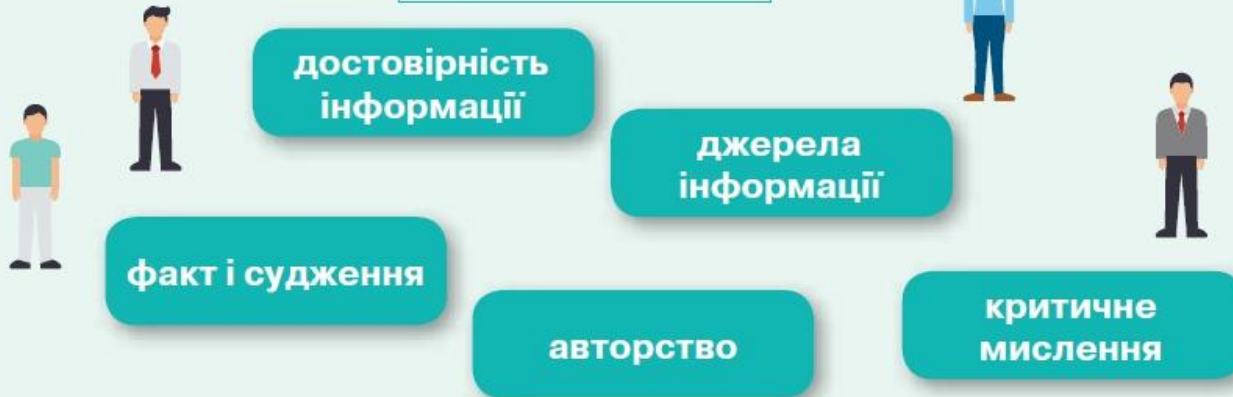 достовірність
інформації
джерела
інформації
факт і судження
авторство
критичне
мислення